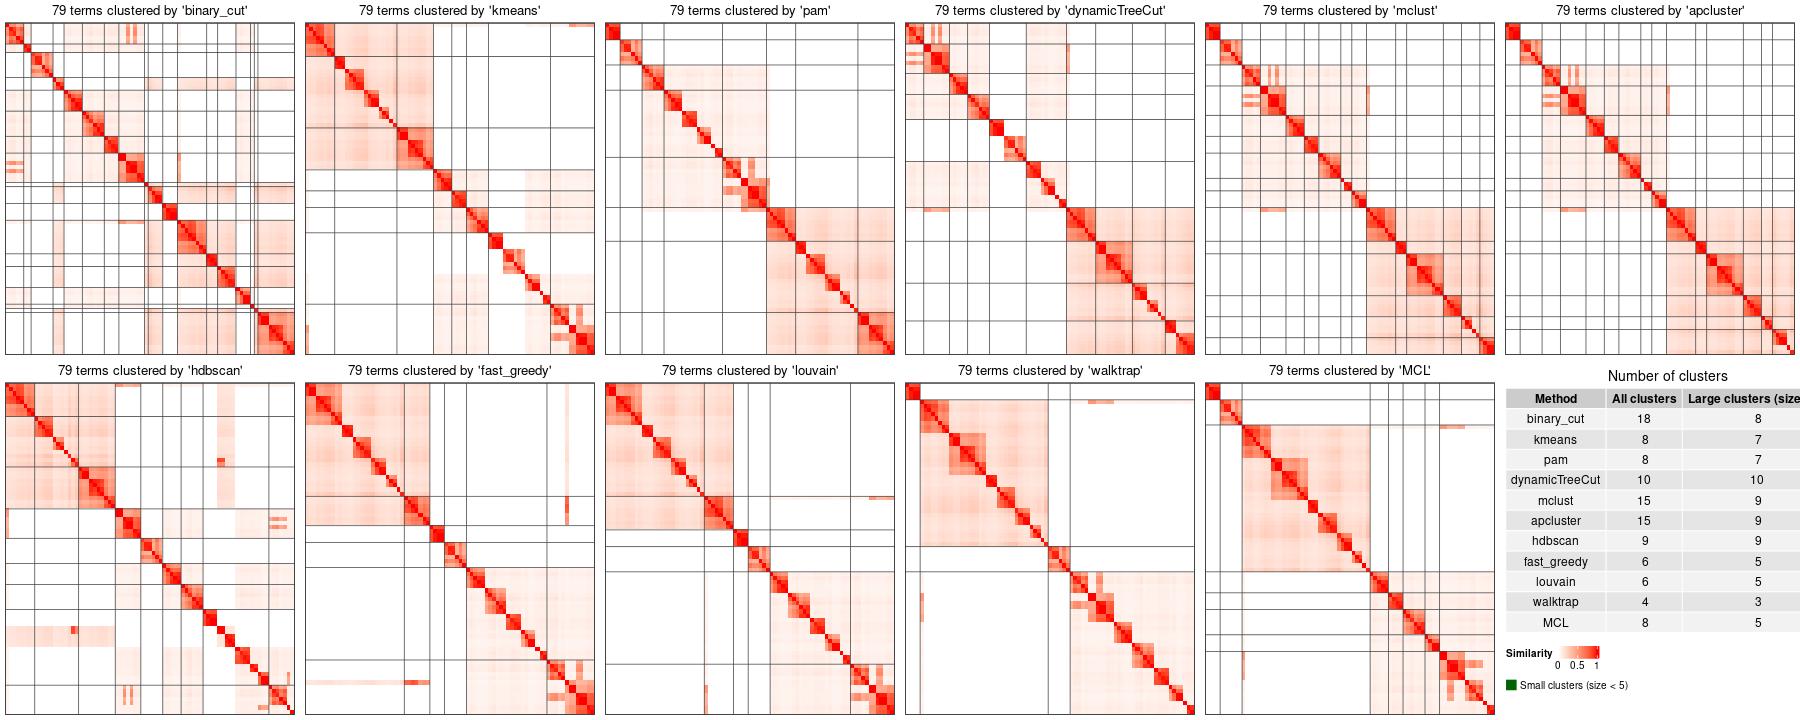 79 terms clustered by 'binary_cut'
79 terms clustered by 'kmeans'
79 terms clustered by 'pam'
79 terms clustered by 'dynamicTreeCut'
79 terms clustered by 'mclust'
79 terms clustered by 'apcluster'
79 terms clustered by 'hdbscan'
79 terms clustered by 'fast_greedy'
79 terms clustered by 'louvain'
79 terms clustered by 'walktrap'
79 terms clustered by 'MCL'
Number of clusters
Method All clusters Large clusters (size
binary_cut 18 8
kmeans 8 7
pam 8 7
dynamicTreeCut 10 10
mclust 15 9
apcluster 15 9
hdbscan 9 9
fast_greedy 6 5
louvain 6 5
walktrap 4 3
MCL 8 5
Similarity
0 0.5 1
Small clusters (size < 5)